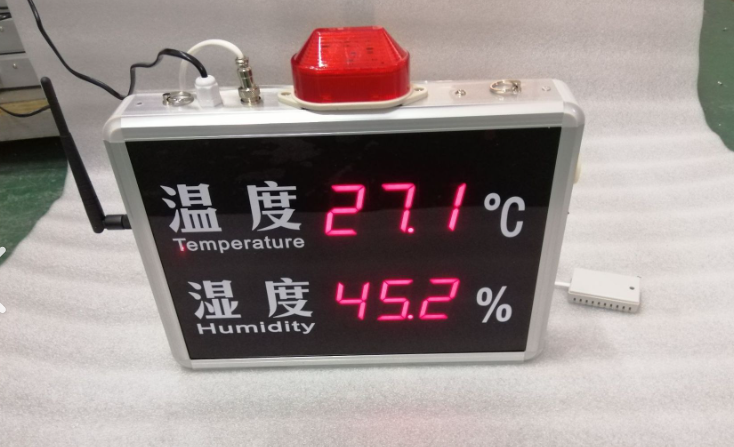 温度 27.1 ℃
Temperature
湿度 45.2 %
Humidity